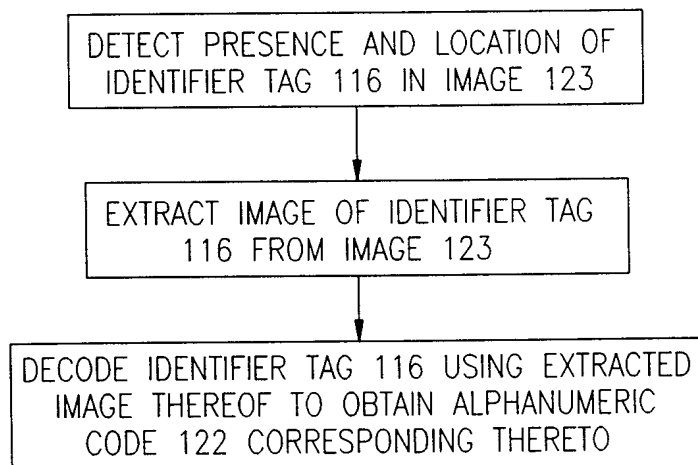 DETECT PRESENCE AND LOCATION OF
IDENTIFIER TAG 116 IN IMAGE 123
EXTRACT IMAGE OF IDENTIFIER TAG
116 FROM IMAGE 123
DECODE IDENTIFIER TAG 116 USING EXTRACTED
IMAGE THEREOF TO OBTAIN ALPHANUMERIC
CODE 122 CORRESPONDING THERETO